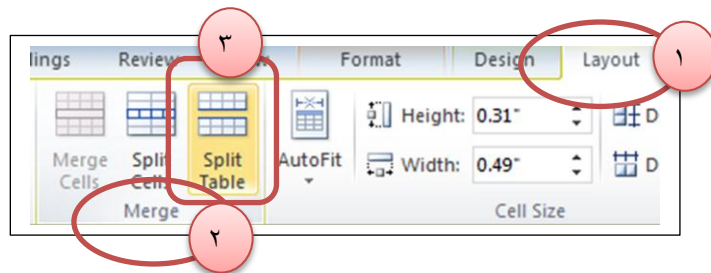 ٣
١
ings Review w Format Design Layout
Merge Cells
Split Cells
Split Table
AutoFit
Height: 0.31"
Width: 0.49"
D
D
Merge
Cell Size
٢